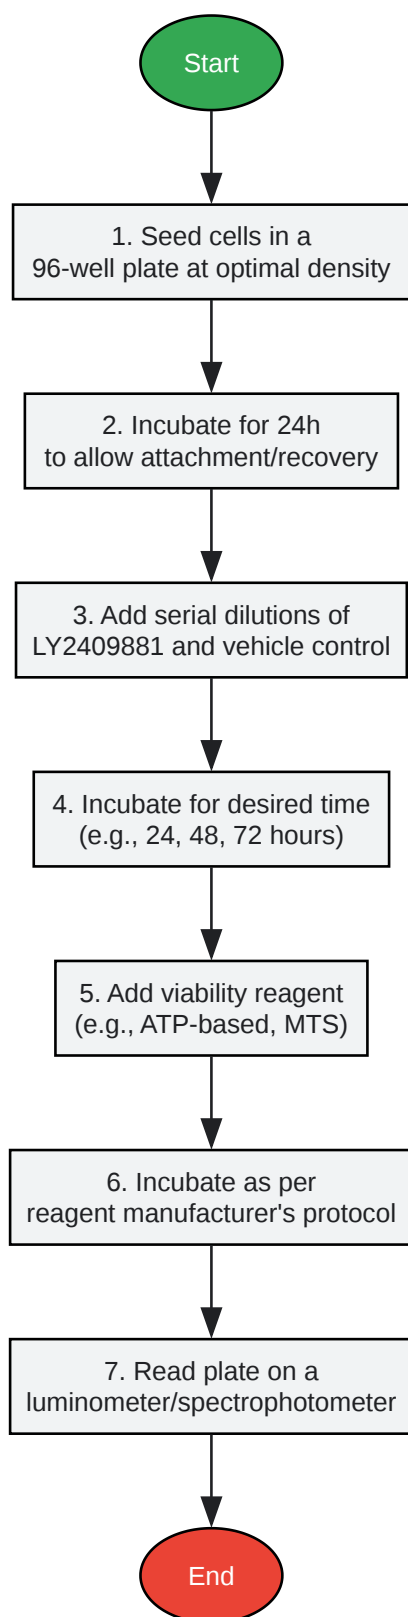 Start
1. Seed cells in a
96-well plate at optimal density
2. Incubate for 24h
to allow attachment/recovery
3. Add serial dilutions of
LY2409881 and vehicle control
4. Incubate for desired time
(e.g., 24, 48, 72 hours)
5. Add viability reagent
(e.g., ATP-based, MTS)
6. Incubate as per
reagent manufacturer's protocol
7. Read plate on a
luminometer/spectrophotometer
End